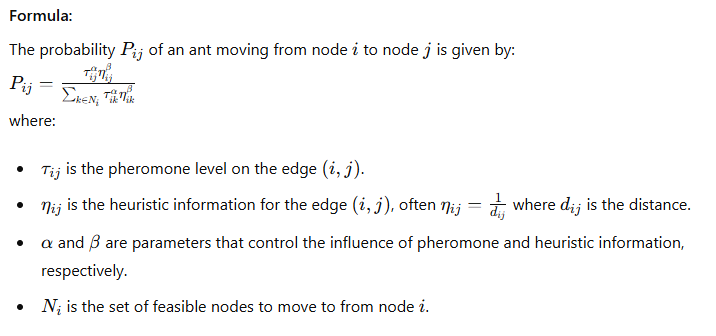 Formula:
The probability $P_{ij}$ of an ant moving from node $i$ to node $j$ is given by:
$P_{ij} = \frac{\tau_{ij}^{\alpha} \eta_{ij}^{\beta}}{\sum_{k \in N_i} \tau_{ik}^{\alpha} \eta_{ik}^{\beta}}$
where:
• $\tau_{ij}$ is the pheromone level on the edge $(i, j)$.
• $\eta_{ij}$ is the heuristic information for the edge $(i, j)$, often $\eta_{ij} = \frac{1}{d_{ij}}$ where $d_{ij}$ is the distance.
• $\alpha$ and $\beta$ are parameters that control the influence of pheromone and heuristic information,
respectively.
• $N_i$ is the set of feasible nodes to move to from node $i$.